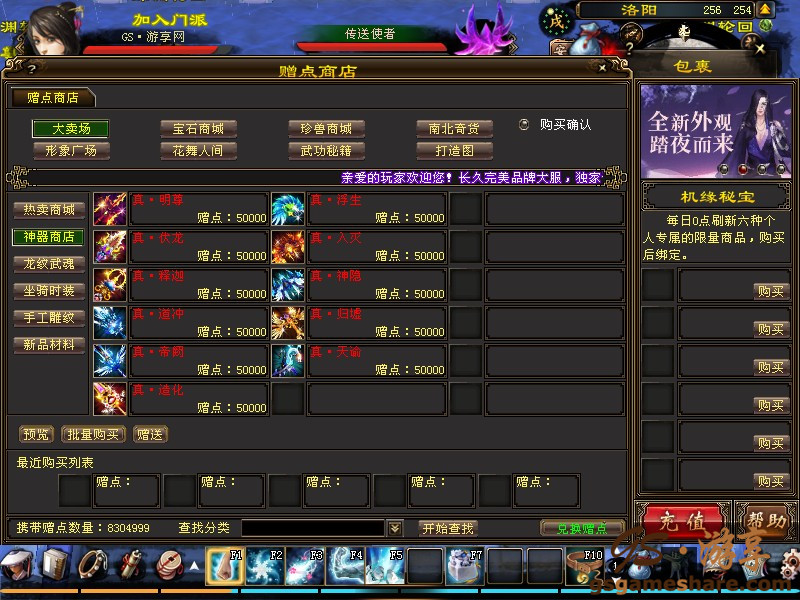 加入门派
GS·游享网
传送使者
戌
洛阳
256 254
轮回
?
赠点商店
包裹
赠点商店
大卖场
宝石商城
珍兽商城
南北奇货
购买确认
形象广场
花舞人间
武功秘籍
打造图
全新外观
踏夜而来
亲爱的玩家欢迎您！长久完美品牌大服，独家
机缘秘宝
每日0点刷新六种个
人专属的限量商品，购买
后绑定。
热卖商城
神器商店
龙纹武魂
坐骑时装
手工雕纹
新品材料
真·明尊
赠点：50000
真·浮生
赠点：50000
真·伏龙
赠点：50000
真·入灭
赠点：50000
真·释迦
赠点：50000
真·神隐
赠点：50000
真·道冲
赠点：50000
真·归墟
赠点：50000
真·帝阙
赠点：50000
真·天谕
赠点：50000
真·造化
赠点：50000
购买
购买
购买
购买
购买
购买
预览
批量购买
赠送
最近购买列表
赠点：
赠点：
赠点：
赠点：
赠点：
携带赠点数量：8304999
查找分类
开始查找
兑换赠点
充值
帮助
F1
F2
F3
F4
F5
F7
F10
1
GS·游享
gsgameshare.com